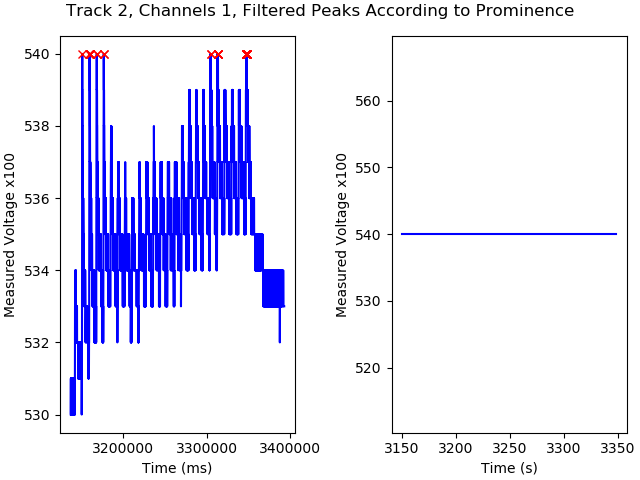 Track 2, Channels 1, Filtered Peaks According to Prominence
Measured Voltage x100
540
538
536
534
532
530
3200000 3300000 3400000
Time (ms)
Measured Voltage x100
560
550
540
530
520
3150 3200 3250 3300 3350
Time (s)